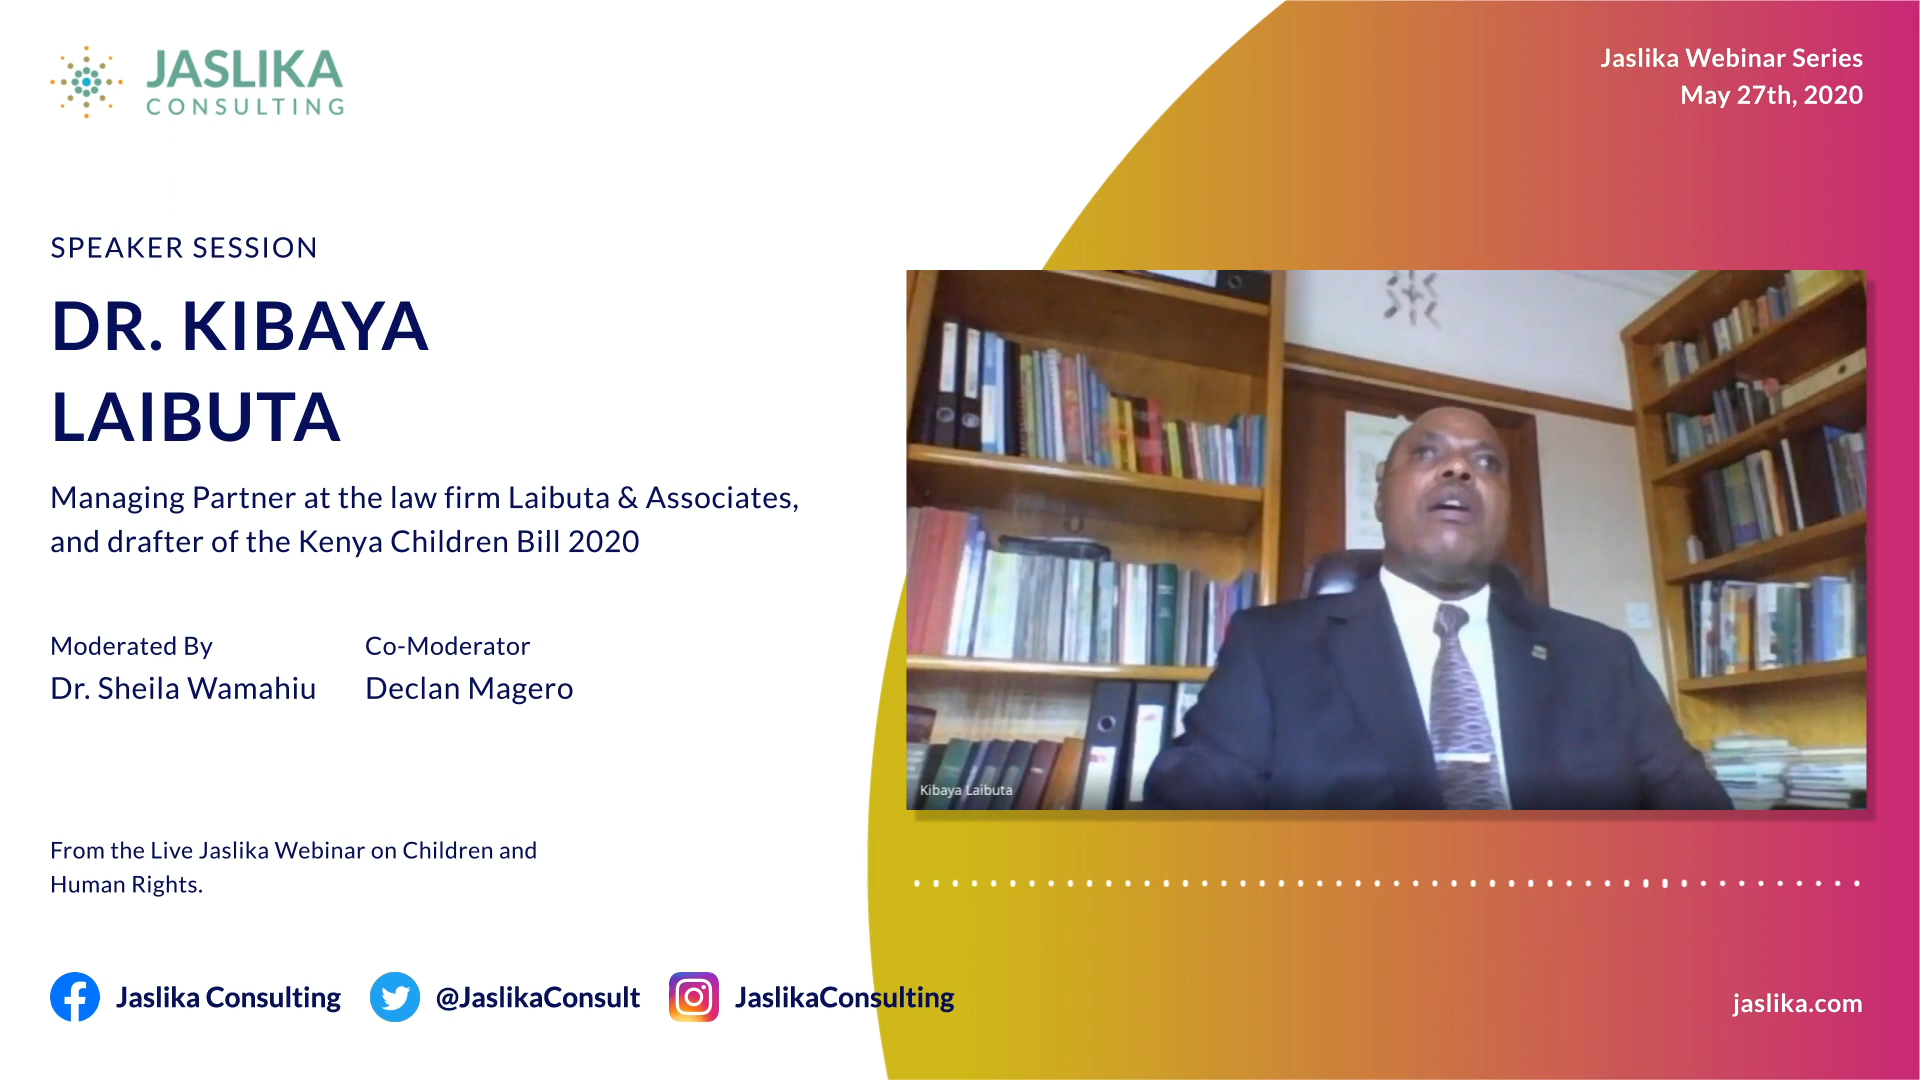 JASLIKA
CONSULTING
Jaslika Webinar Series
May 27th, 2020
SPEAKER SESSION
DR. KIBAYA
LAIBUTA
Managing Partner at the law firm Laibuta & Associates,
and drafter of the Kenya Children Bill 2020
Moderated By
Dr. Sheila Wamahiu
Co-Moderator
Declan Magero
Kibaya Laibuta
From the Live Jaslika Webinar on Children and
Human Rights.
Jaslika Consulting
@JaslikaConsult
JaslikaConsulting
jaslika.com